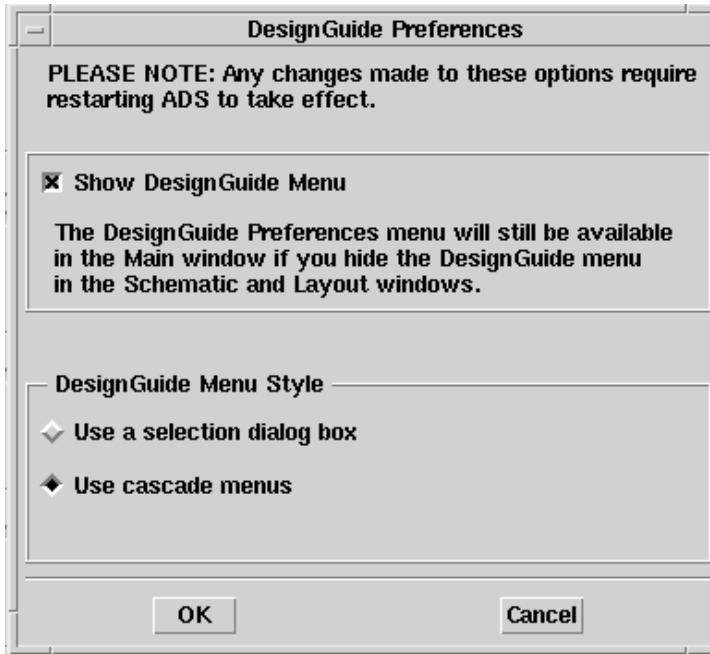 DesignGuide Preferences
PLEASE NOTE: Any changes made to these options require
restarting ADS to take effect.
Show DesignGuide Menu
The DesignGuide Preferences menu will still be available
in the Main window if you hide the DesignGuide menu
in the Schematic and Layout windows.
DesignGuide Menu Style
Use a selection dialog box
Use cascade menus
OK
Cancel